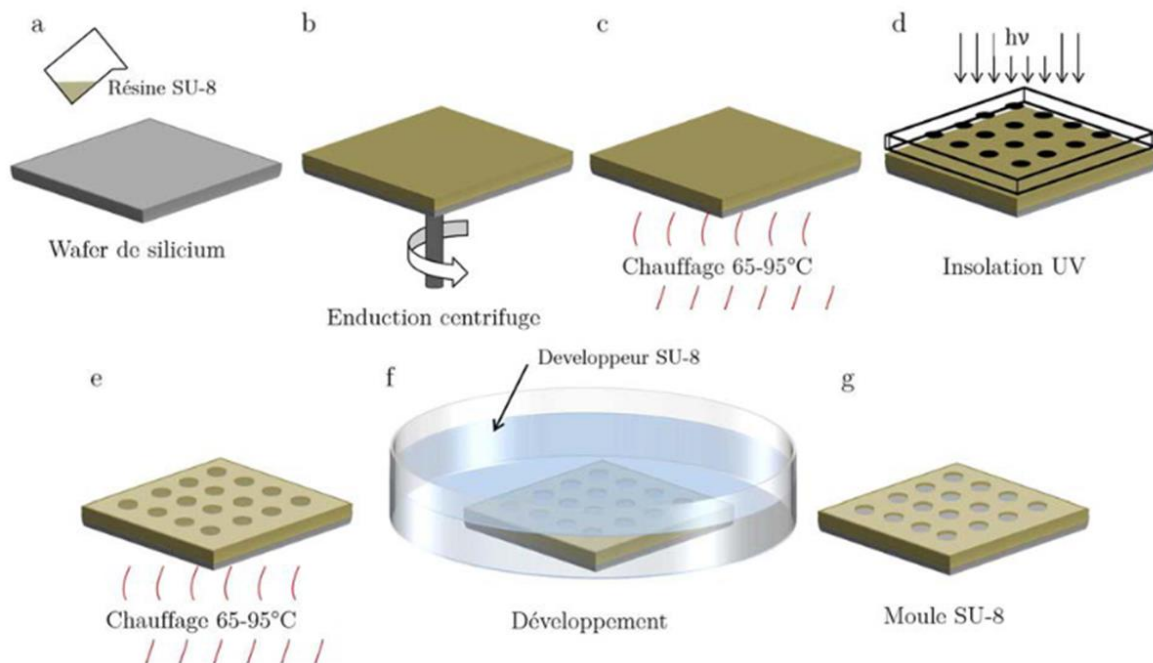 a
Résine SU-8
Wafer de silicium
b
Enduction centrifuge
c
Chauffage 65-95°C
d
hν
Insolation UV
e
Chauffage 65-95°C
f
Developpeur SU-8
Développement
g
Moule SU-8